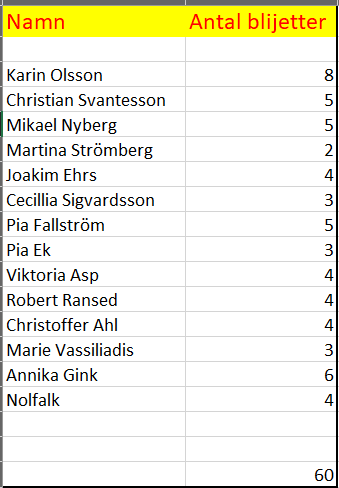 Namn Antal blijetter
Karin Olsson 8
Christian Svantesson 5
Mikael Nyberg 5
Martina Strömberg 2
Joakim Ehrs 4
Cecillia Sigvardsson 3
Pia Fallström 5
Pia Ek 3
Viktoria Asp 4
Robert Ransed 4
Christoffer Ahl 4
Marie Vassiliadis 3
Annika Gink 6
Nolfalk 4
60